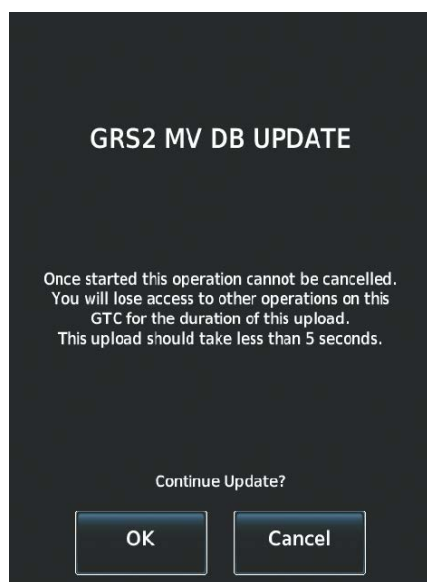 GRS2 MV DB UPDATE
Once started this operation cannot be cancelled.
You will lose access to other operations on this
GTC for the duration of this upload.
This upload should take less than 5 seconds.
Continue Update?
OK
Cancel